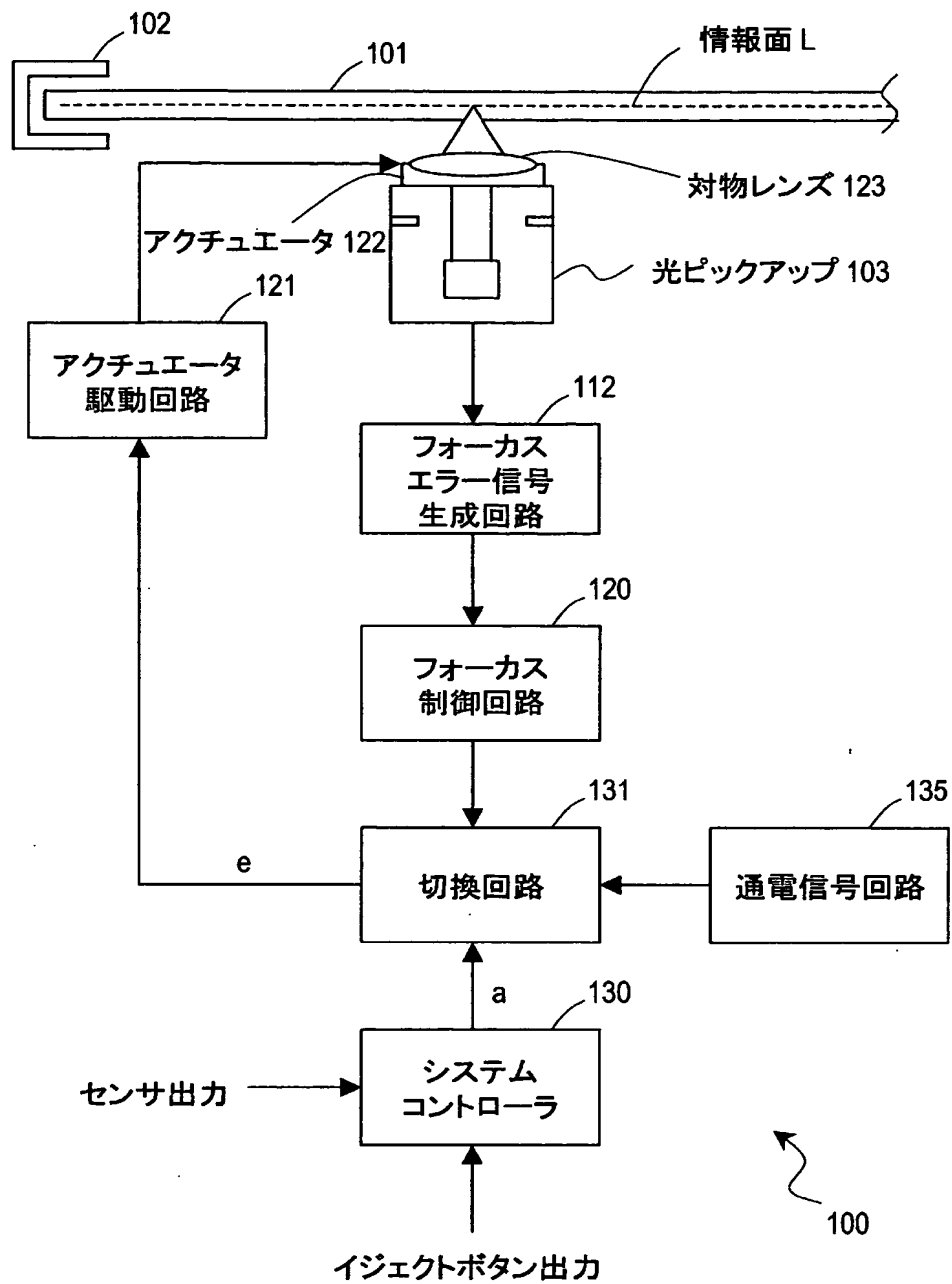 102
101
情報面 L
対物レンズ 123
アクチュエータ 122
光ピックアップ 103
121
アクチュエータ
駆動回路
112
フォーカス
エラー信号
生成回路
120
フォーカス
制御回路
131
切換回路
135
通電信号回路
e
a
130
システム
コントローラ
センサ出力
100
イジェクトボタン出力